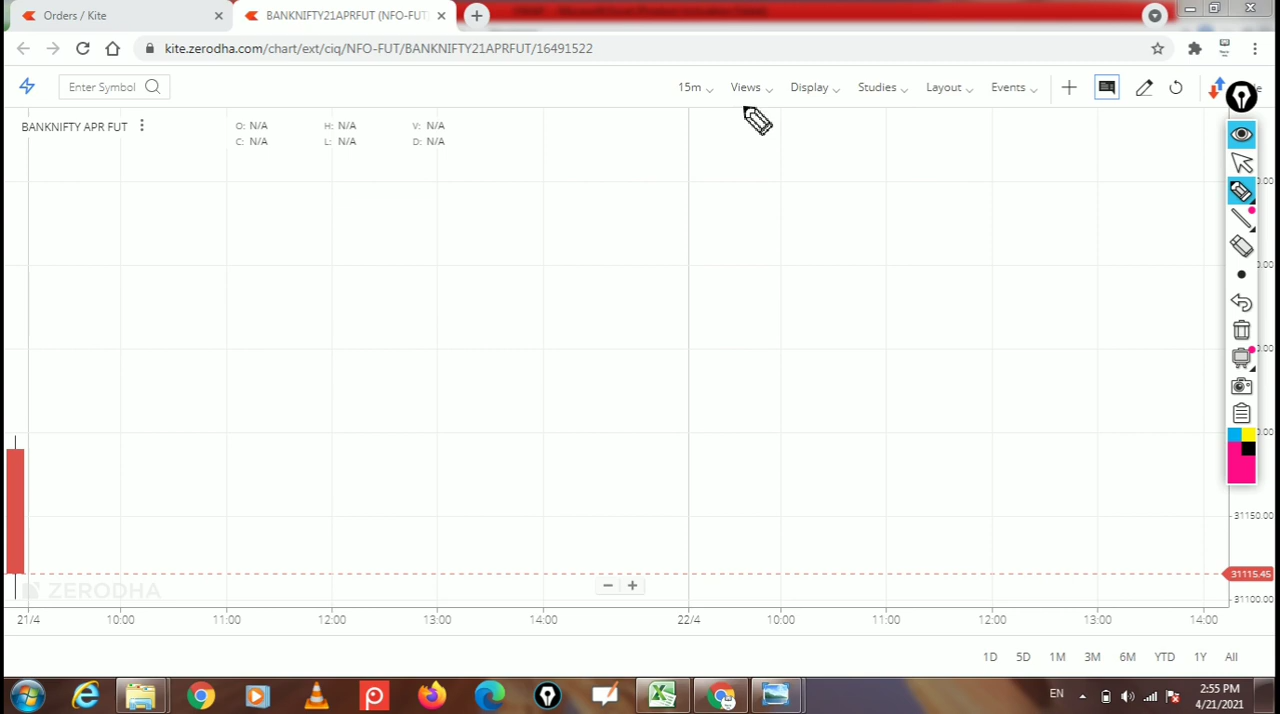 Orders / Kite
BANKNIFTY21APRFUT (NFO-FUT
kite.zerodha.com/chart/ext/ciq/NFO-FUT/BANKNIFTY21APRFUT/16491522
Enter Symbol
15m
Views
Display
Studies
Layout
Events
BANKNIFTY APR FUT
O: N/A H: N/A V: N/A
C: N/A L: N/A D: N/A
31150.00
31115.45
ZERODHA
31100.00
21/4 10:00 11:00 12:00 13:00 14:00 22/4 10:00 11:00 12:00 13:00 14:00
1D 5D 1M 3M 6M YTD 1Y All
EN
2:55 PM
4/21/2021